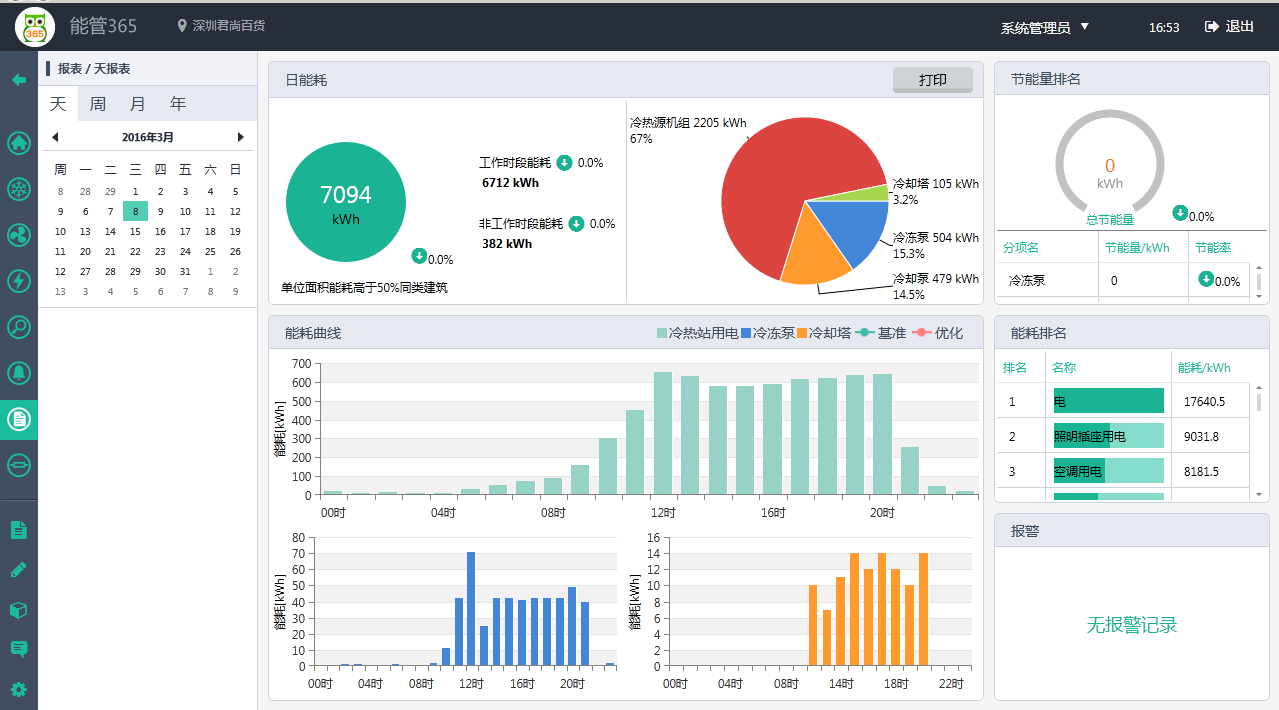 365
能管365
深圳君尚百货
系统管理员
16:53
退出
报表 / 天报表
天 周 月 年
2016年3月
周 一 二 三 四 五 六 日
8 28 29 1 2 3 4 5
9 6 7 8 9 10 11 12
10 13 14 15 16 17 18 19
11 20 21 22 23 24 25 26
12 27 28 29 30 31 1 2
13 3 4 5 6 7 8 9
日能耗
打印
7094
kWh
0.0%
单位面积能耗高于50%同类建筑
工作时段能耗 0.0%
6712 kWh
非工作时段能耗 0.0%
382 kWh
冷热源机组 2205 kWh
67%
冷却塔 105 kWh
3.2%
冷冻泵 504 kWh
15.3%
冷却泵 479 kWh
14.5%
节能量排名
0
kWh
总节能量
0.0%
分项名 节能量/kWh 节能率
冷冻泵 0 0.0%
能耗曲线
冷热站用电 冷冻泵 冷却塔 基准 优化
能耗[kWh]
700
600
500
400
300
200
100
0
00时 04时 08时 12时 16时 20时
能耗[kWh]
80
70
60
50
40
30
20
10
0
00时 04时 08时 12时 16时 20时
能耗[kWh]
16
14
12
10
8
6
4
2
0
00时 04时 08时 14时 18时 22时
能耗排名
排名 名称 能耗/kWh
1 电 17640.5
2 照明插座用电 9031.8
3 空调用电 8181.5
报警
无报警记录